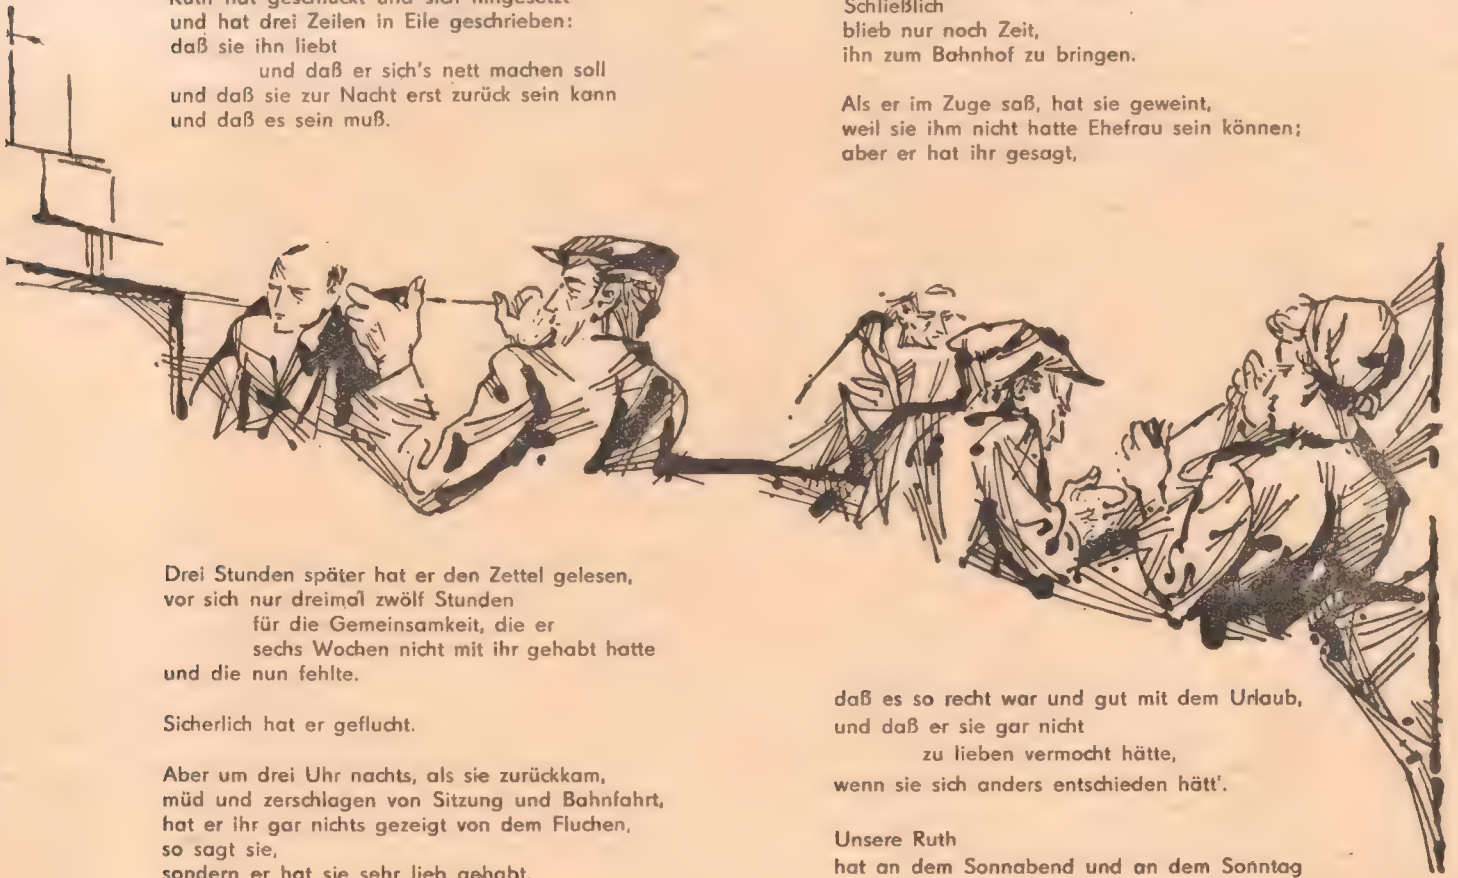 Ruth hat geschluckt und sich hingesetzt
und hat drei Zeilen in Eile geschrieben:
daß sie ihn liebt
und daß er sich's nett machen soll
und daß sie zur Nacht erst zurück sein kann
und daß es sein muß.
Drei Stunden später hat er den Zettel gelesen,
vor sich nur dreimal zwölf Stunden
für die Gemeinsamkeit, die er
sechs Wochen nicht mit ihr gehabt hatte
und die nun fehlte.
Sicherlich hat er geflucht.
Aber um drei Uhr nachts, als sie zurückkam,
müd und zerschlagen von Sitzung und Bahnfahrt,
hat er ihr gar nichts gezeigt von dem Fluchen,
so sagt sie,
sondern er hat sie sehr lieb gehabt.
Schließlich
blieb nur noch Zeit,
ihn zum Bahnhof zu bringen.
Als er im Zuge saß, hat sie geweint,
weil sie ihm nicht hatte Ehefrau sein können;
aber er hat ihr gesagt,
daß es so recht war und gut mit dem Urlaub,
und daß er sie gar nicht
zu lieben vermocht hätte,
wenn sie sich anders entschieden hätt'.
Unsere Ruth
hat an dem Sonnabend und an dem Sonntag